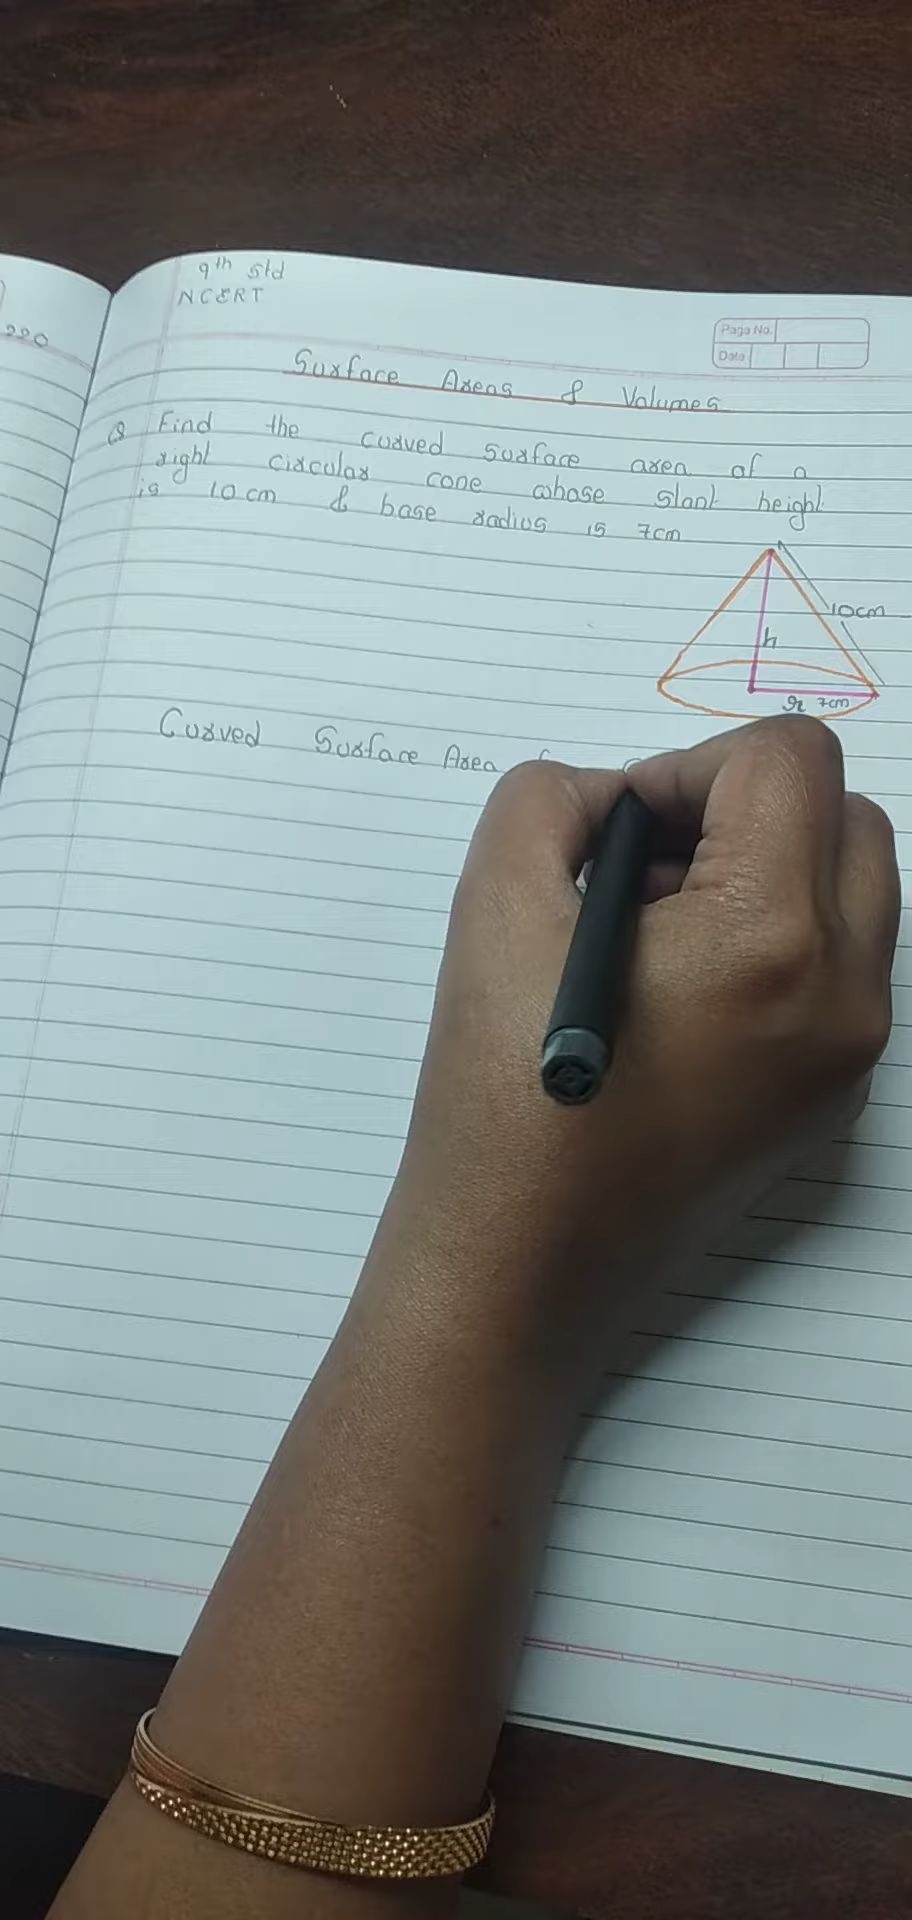 220
9th Std
NCERT
Page No.
Date
Surface Areas & Volumes
Q Find the curved surface area of a
right circular cone whose slant height
is 10 cm & base radius is 7cm
10cm
h
r 7cm
Curved Surface Area